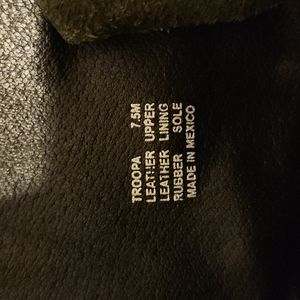 TROOPA 7.5M
LEATHER UPPER
LEATHER LINING
RUBBER SOLE
MADE IN MEXICO